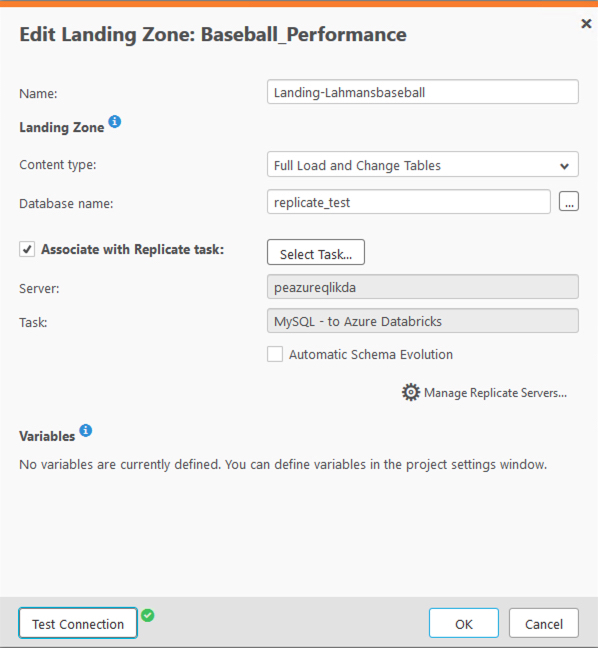 Edit Landing Zone: Baseball_Performance
Name:
Landing-Lahmansbaseball
Landing Zone
Content type:
Full Load and Change Tables
Database name:
replicate_test
...
Associate with Replicate task:
Select Task...
Server:
peazureqlikda
Task:
MySQL - to Azure Databricks
Automatic Schema Evolution
Manage Replicate Servers...
Variables
No variables are currently defined. You can define variables in the project settings window.
Test Connection
OK
Cancel